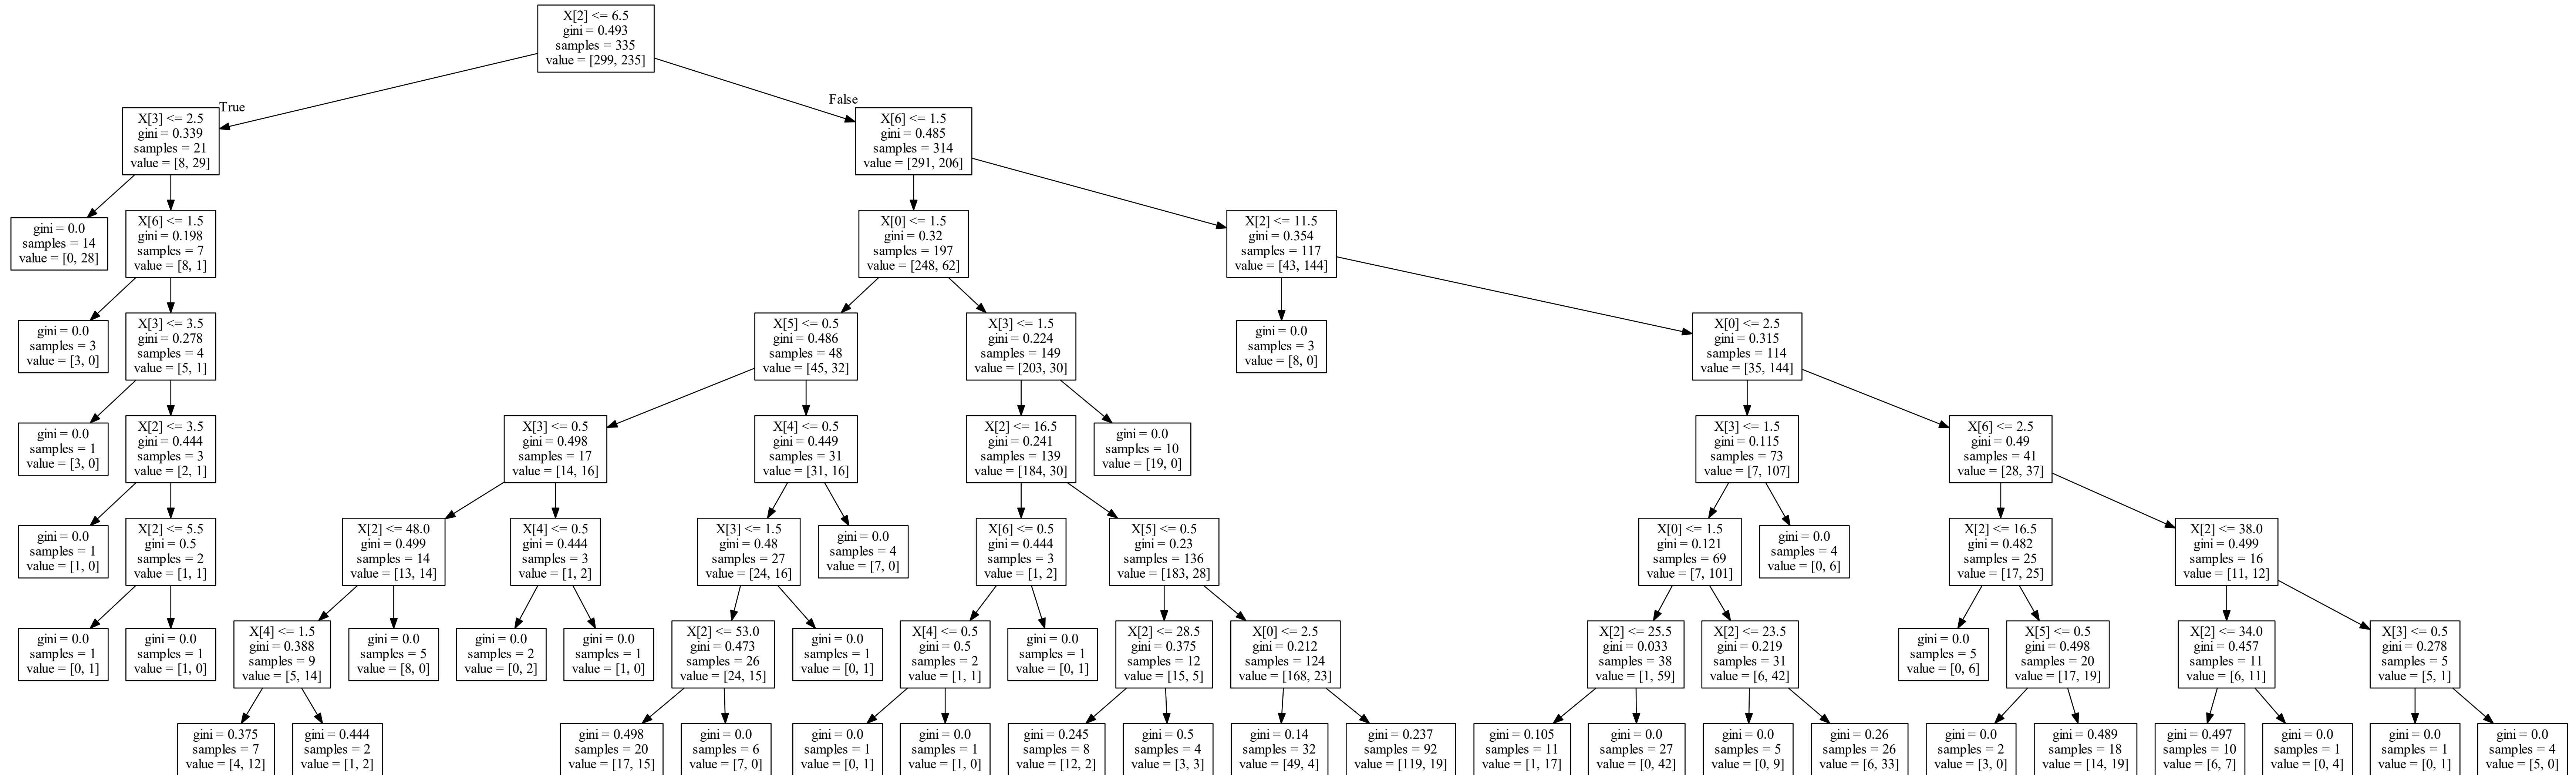 X[2] <= 6.5
gini = 0.493
samples = 335
value = [299, 235]
True
False
X[3] <= 2.5
gini = 0.339
samples = 21
value = [8, 29]
X[6] <= 1.5
gini = 0.485
samples = 314
value = [291, 206]
gini = 0.0
samples = 14
value = [0, 28]
X[6] <= 1.5
gini = 0.198
samples = 7
value = [8, 1]
X[0] <= 1.5
gini = 0.32
samples = 197
value = [248, 62]
X[2] <= 11.5
gini = 0.354
samples = 117
value = [43, 144]
gini = 0.0
samples = 3
value = [3, 0]
X[3] <= 3.5
gini = 0.278
samples = 4
value = [5, 1]
X[5] <= 0.5
gini = 0.486
samples = 48
value = [45, 32]
X[3] <= 1.5
gini = 0.224
samples = 149
value = [203, 30]
gini = 0.0
samples = 3
value = [8, 0]
X[0] <= 2.5
gini = 0.315
samples = 114
value = [35, 144]
gini = 0.0
samples = 1
value = [3, 0]
X[2] <= 3.5
gini = 0.444
samples = 3
value = [2, 1]
X[3] <= 0.5
gini = 0.498
samples = 17
value = [14, 16]
X[4] <= 0.5
gini = 0.449
samples = 31
value = [31, 16]
X[2] <= 16.5
gini = 0.241
samples = 139
value = [184, 30]
gini = 0.0
samples = 10
value = [19, 0]
X[3] <= 1.5
gini = 0.115
samples = 73
value = [7, 107]
X[6] <= 2.5
gini = 0.49
samples = 41
value = [28, 37]
gini = 0.0
samples = 1
value = [1, 0]
X[2] <= 5.5
gini = 0.5
samples = 2
value = [1, 1]
X[2] <= 48.0
gini = 0.499
samples = 14
value = [13, 14]
X[4] <= 0.5
gini = 0.444
samples = 3
value = [1, 2]
X[3] <= 1.5
gini = 0.48
samples = 27
value = [24, 16]
gini = 0.0
samples = 4
value = [7, 0]
X[6] <= 0.5
gini = 0.444
samples = 3
value = [1, 2]
X[5] <= 0.5
gini = 0.23
samples = 136
value = [183, 28]
X[0] <= 1.5
gini = 0.121
samples = 69
value = [7, 101]
gini = 0.0
samples = 4
value = [0, 6]
X[2] <= 16.5
gini = 0.482
samples = 25
value = [17, 25]
X[2] <= 38.0
gini = 0.499
samples = 16
value = [11, 12]
gini = 0.0
samples = 1
value = [0, 1]
gini = 0.0
samples = 1
value = [1, 0]
X[4] <= 1.5
gini = 0.388
samples = 9
value = [5, 14]
gini = 0.0
samples = 5
value = [8, 0]
gini = 0.0
samples = 2
value = [0, 2]
gini = 0.0
samples = 1
value = [1, 0]
X[2] <= 53.0
gini = 0.473
samples = 26
value = [24, 15]
gini = 0.0
samples = 1
value = [0, 1]
X[4] <= 0.5
gini = 0.5
samples = 2
value = [1, 1]
gini = 0.0
samples = 1
value = [0, 1]
X[2] <= 28.5
gini = 0.375
samples = 12
value = [15, 5]
X[0] <= 2.5
gini = 0.212
samples = 124
value = [168, 23]
X[2] <= 25.5
gini = 0.033
samples = 38
value = [1, 59]
X[2] <= 23.5
gini = 0.219
samples = 31
value = [6, 42]
gini = 0.0
samples = 5
value = [0, 6]
X[5] <= 0.5
gini = 0.498
samples = 20
value = [17, 19]
X[2] <= 34.0
gini = 0.457
samples = 11
value = [6, 11]
X[3] <= 0.5
gini = 0.278
samples = 5
value = [5, 1]
gini = 0.375
samples = 7
value = [4, 12]
gini = 0.444
samples = 2
value = [1, 2]
gini = 0.498
samples = 20
value = [17, 15]
gini = 0.0
samples = 6
value = [7, 0]
gini = 0.0
samples = 1
value = [0, 1]
gini = 0.0
samples = 1
value = [1, 0]
gini = 0.245
samples = 8
value = [12, 2]
gini = 0.5
samples = 4
value = [3, 3]
gini = 0.14
samples = 32
value = [49, 4]
gini = 0.237
samples = 92
value = [119, 19]
gini = 0.105
samples = 11
value = [1, 17]
gini = 0.0
samples = 27
value = [0, 42]
gini = 0.0
samples = 5
value = [0, 9]
gini = 0.26
samples = 26
value = [6, 33]
gini = 0.0
samples = 2
value = [3, 0]
gini = 0.489
samples = 18
value = [14, 19]
gini = 0.497
samples = 10
value = [6, 7]
gini = 0.0
samples = 1
value = [0, 4]
gini = 0.0
samples = 1
value = [0, 1]
gini = 0.0
samples = 4
value = [5, 0]